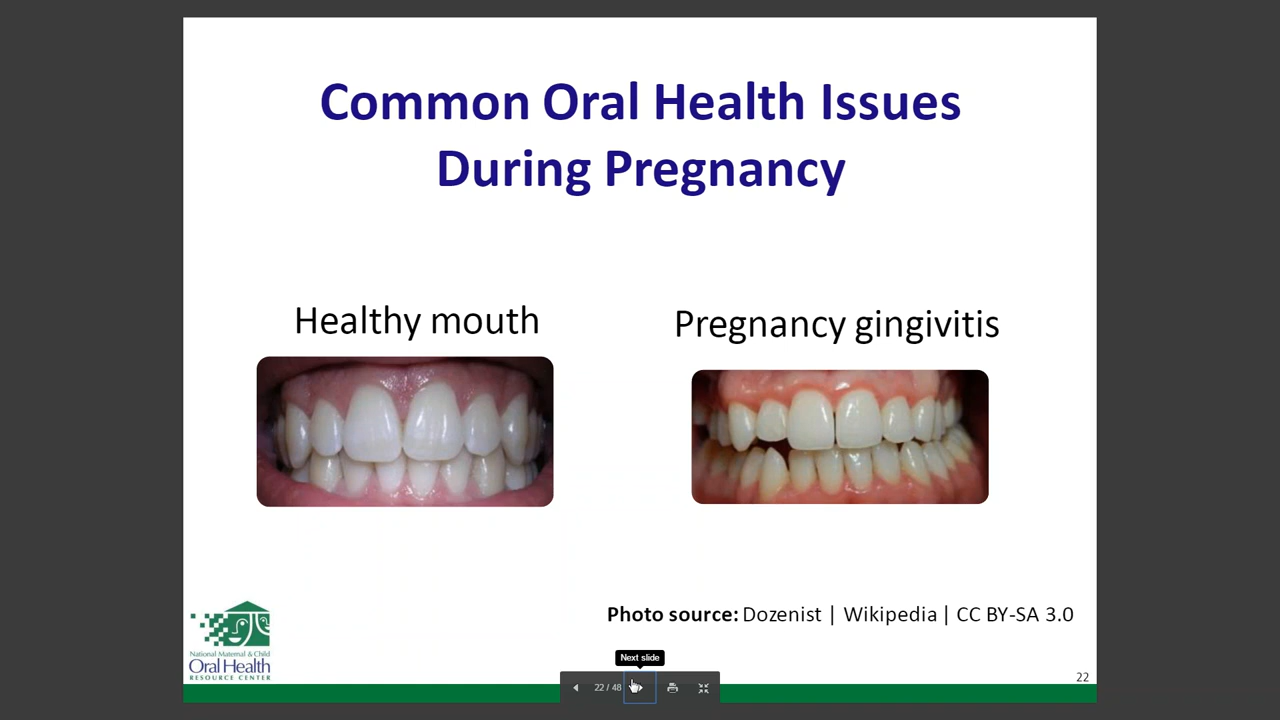 Common Oral Health Issues
During Pregnancy
Healthy mouth
Pregnancy gingivitis
Photo source: Dozenist | Wikipedia | CC BY-SA 3.0
National Maternal & Child
Oral Health
RESOURCE CENTER
Next slide
22 / 48
22